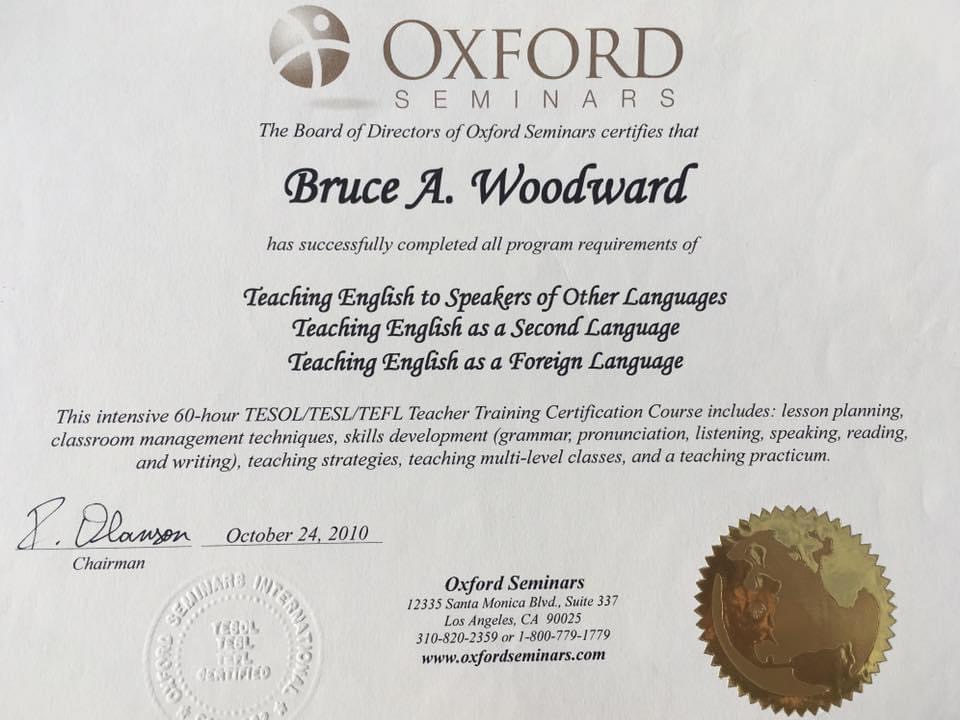 OXFORD
SEMINARS
The Board of Directors of Oxford Seminars certifies that
Bruce A. Woodward
has successfully completed all program requirements of
Teaching English to Speakers of Other Languages
Teaching English as a Second Language
Teaching English as a Foreign Language
This intensive 60-hour TESOL/TESL/TEFL Teacher Training Certification Course includes: lesson planning,
classroom management techniques, skills development (grammar, pronunciation, listening, speaking, reading,
and writing), teaching strategies, teaching multi-level classes, and a teaching practicum.
October 24, 2010
Chairman
OXFORD SEMINARS INTERNATIONAL
TESOL
TESL
TEFL
CERTIFIED
Oxford Seminars
12335 Santa Monica Blvd., Suite 337
Los Angeles, CA 90025
310-820-2359 or 1-800-779-1779
www.oxfordseminars.com